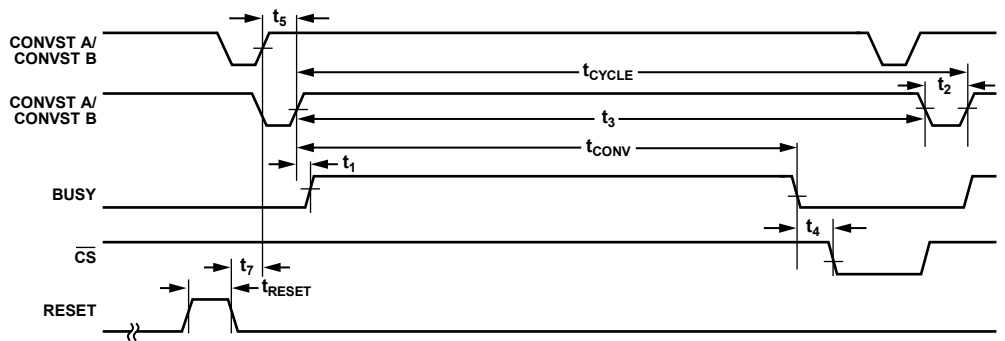 t5
CONVST A/
CONVST B
tCYCLE
t2
CONVST A/
CONVST B
t3
tCONV
t1
BUSY
t4
CS
t7
tRESET
RESET